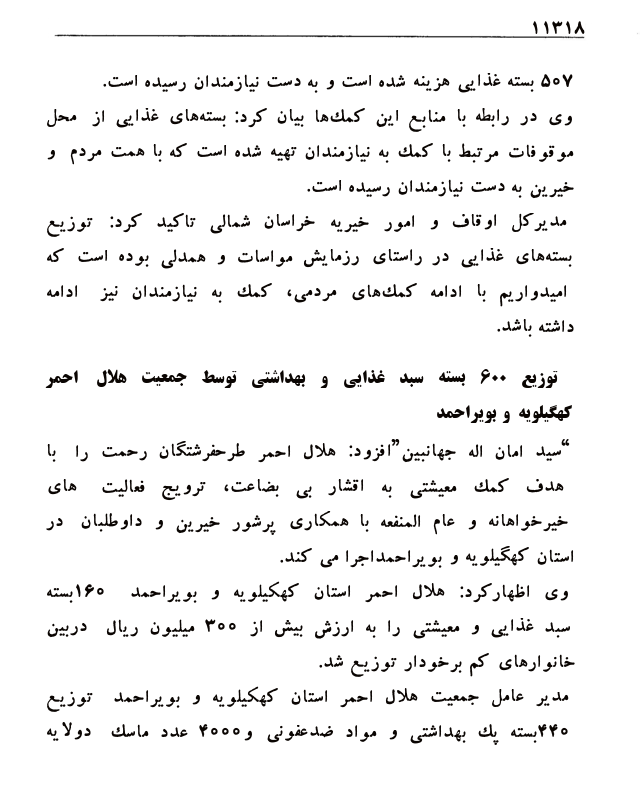 ۱۱۳۱۸
۵۰۷ بسته غذایی هزینه شده است و به دست نیازمندان رسیده است.
وی در رابطه با منابع این کمك‌ها بیان کرد: بسته‌های غذایی از محل
موقوفات مرتبط با کمك به نیازمندان تهیه شده است که با همت مردم و
خیرین به دست نیازمندان رسیده است.
مدیرکل اوقاف و امور خیریه خراسان شمالی تاکید کرد: توزیع
بسته‌های غذایی در راستای رزمایش مواسات و همدلی بوده است که
امیدواریم با ادامه کمك‌های مردمی، کمك به نیازمندان نیز ادامه
داشته باشد.
توزیع ۶۰۰ بسته سبد غذایی و بهداشتی توسط جمعیت هلال احمر
کهگیلویه و بویراحمد
“سید امان اله جهانبین”افزود: هلال احمر طرحفرشتگان رحمت را با
هدف کمك معیشتی به اقشار بی بضاعت، ترویج فعالیت های
خیرخواهانه و عام المنفعه با همکاری پرشور خیرین و داوطلبان در
استان کهگیلویه و بویراحمداجرا می کند.
وی اظهارکرد: هلال احمر استان کهکیلویه و بویراحمد ۱۶۰بسته
سبد غذایی و معیشتی را به ارزش بیش از ۳۰۰ میلیون ریال دربین
خانوارهای کم برخودار توزیع شد.
مدیر عامل جمعیت هلال احمر استان کهکیلویه و بویراحمد توزیع
۴۴۰بسته پك بهداشتی و مواد ضدعفونی و۴۰۰۰ عدد ماسك دولایه